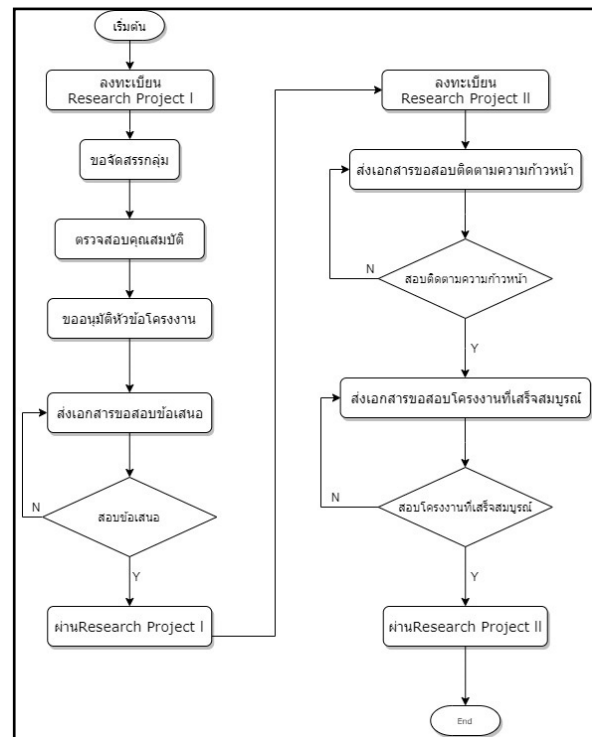 เริ่มต้น
ลงทะเบียน
Research Project l
ขอจัดสรรกลุ่ม
ตรวจสอบคุณสมบัติ
ขออนุมัติหัวข้อโครงงาน
ส่งเอกสารขอสอบข้อเสนอ
N
สอบข้อเสนอ
Y
ผ่านResearch Project l
ลงทะเบียน
Research Project ll
ส่งเอกสารขอสอบติดตามความก้าวหน้า
N
สอบติดตามความก้าวหน้า
Y
ส่งเอกสารขอสอบโครงงานที่เสร็จสมบูรณ์
N
สอบโครงงานที่เสร็จสมบูรณ์
Y
ผ่านResearch Project ll
End